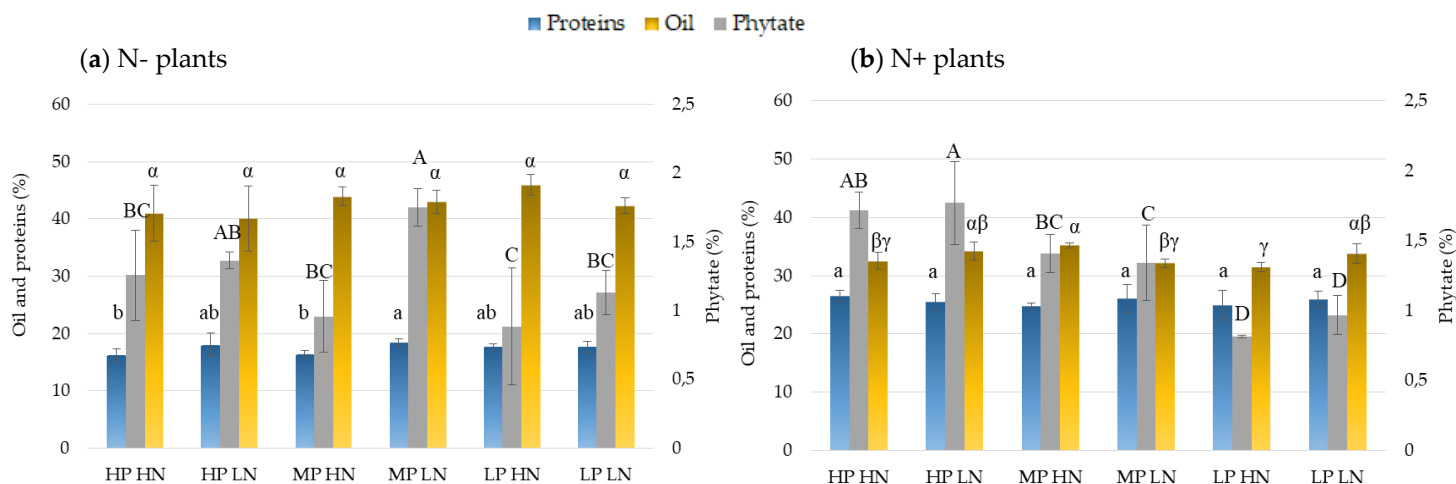 Proteins Oil Phytate
(a) N- plants
60 50 40 30 20 10 0
Oil and proteins (%)
2,5 2 1,5 1 0,5 0
Phytate (%)
b BC α
ab AB α
b BC α
a A α
ab C α
ab BC α
HP HN HP LN MP HN MP LN LP HN LP LN
(b) N+ plants
60 50 40 30 20 10 0
Oil and proteins (%)
2,5 2 1,5 1 0,5 0
Phytate (%)
a AB βγ
a A αβ
a BC α
a C βγ
a D γ
a D αβ
HP HN HP LN MP HN MP LN LP HN LP LN